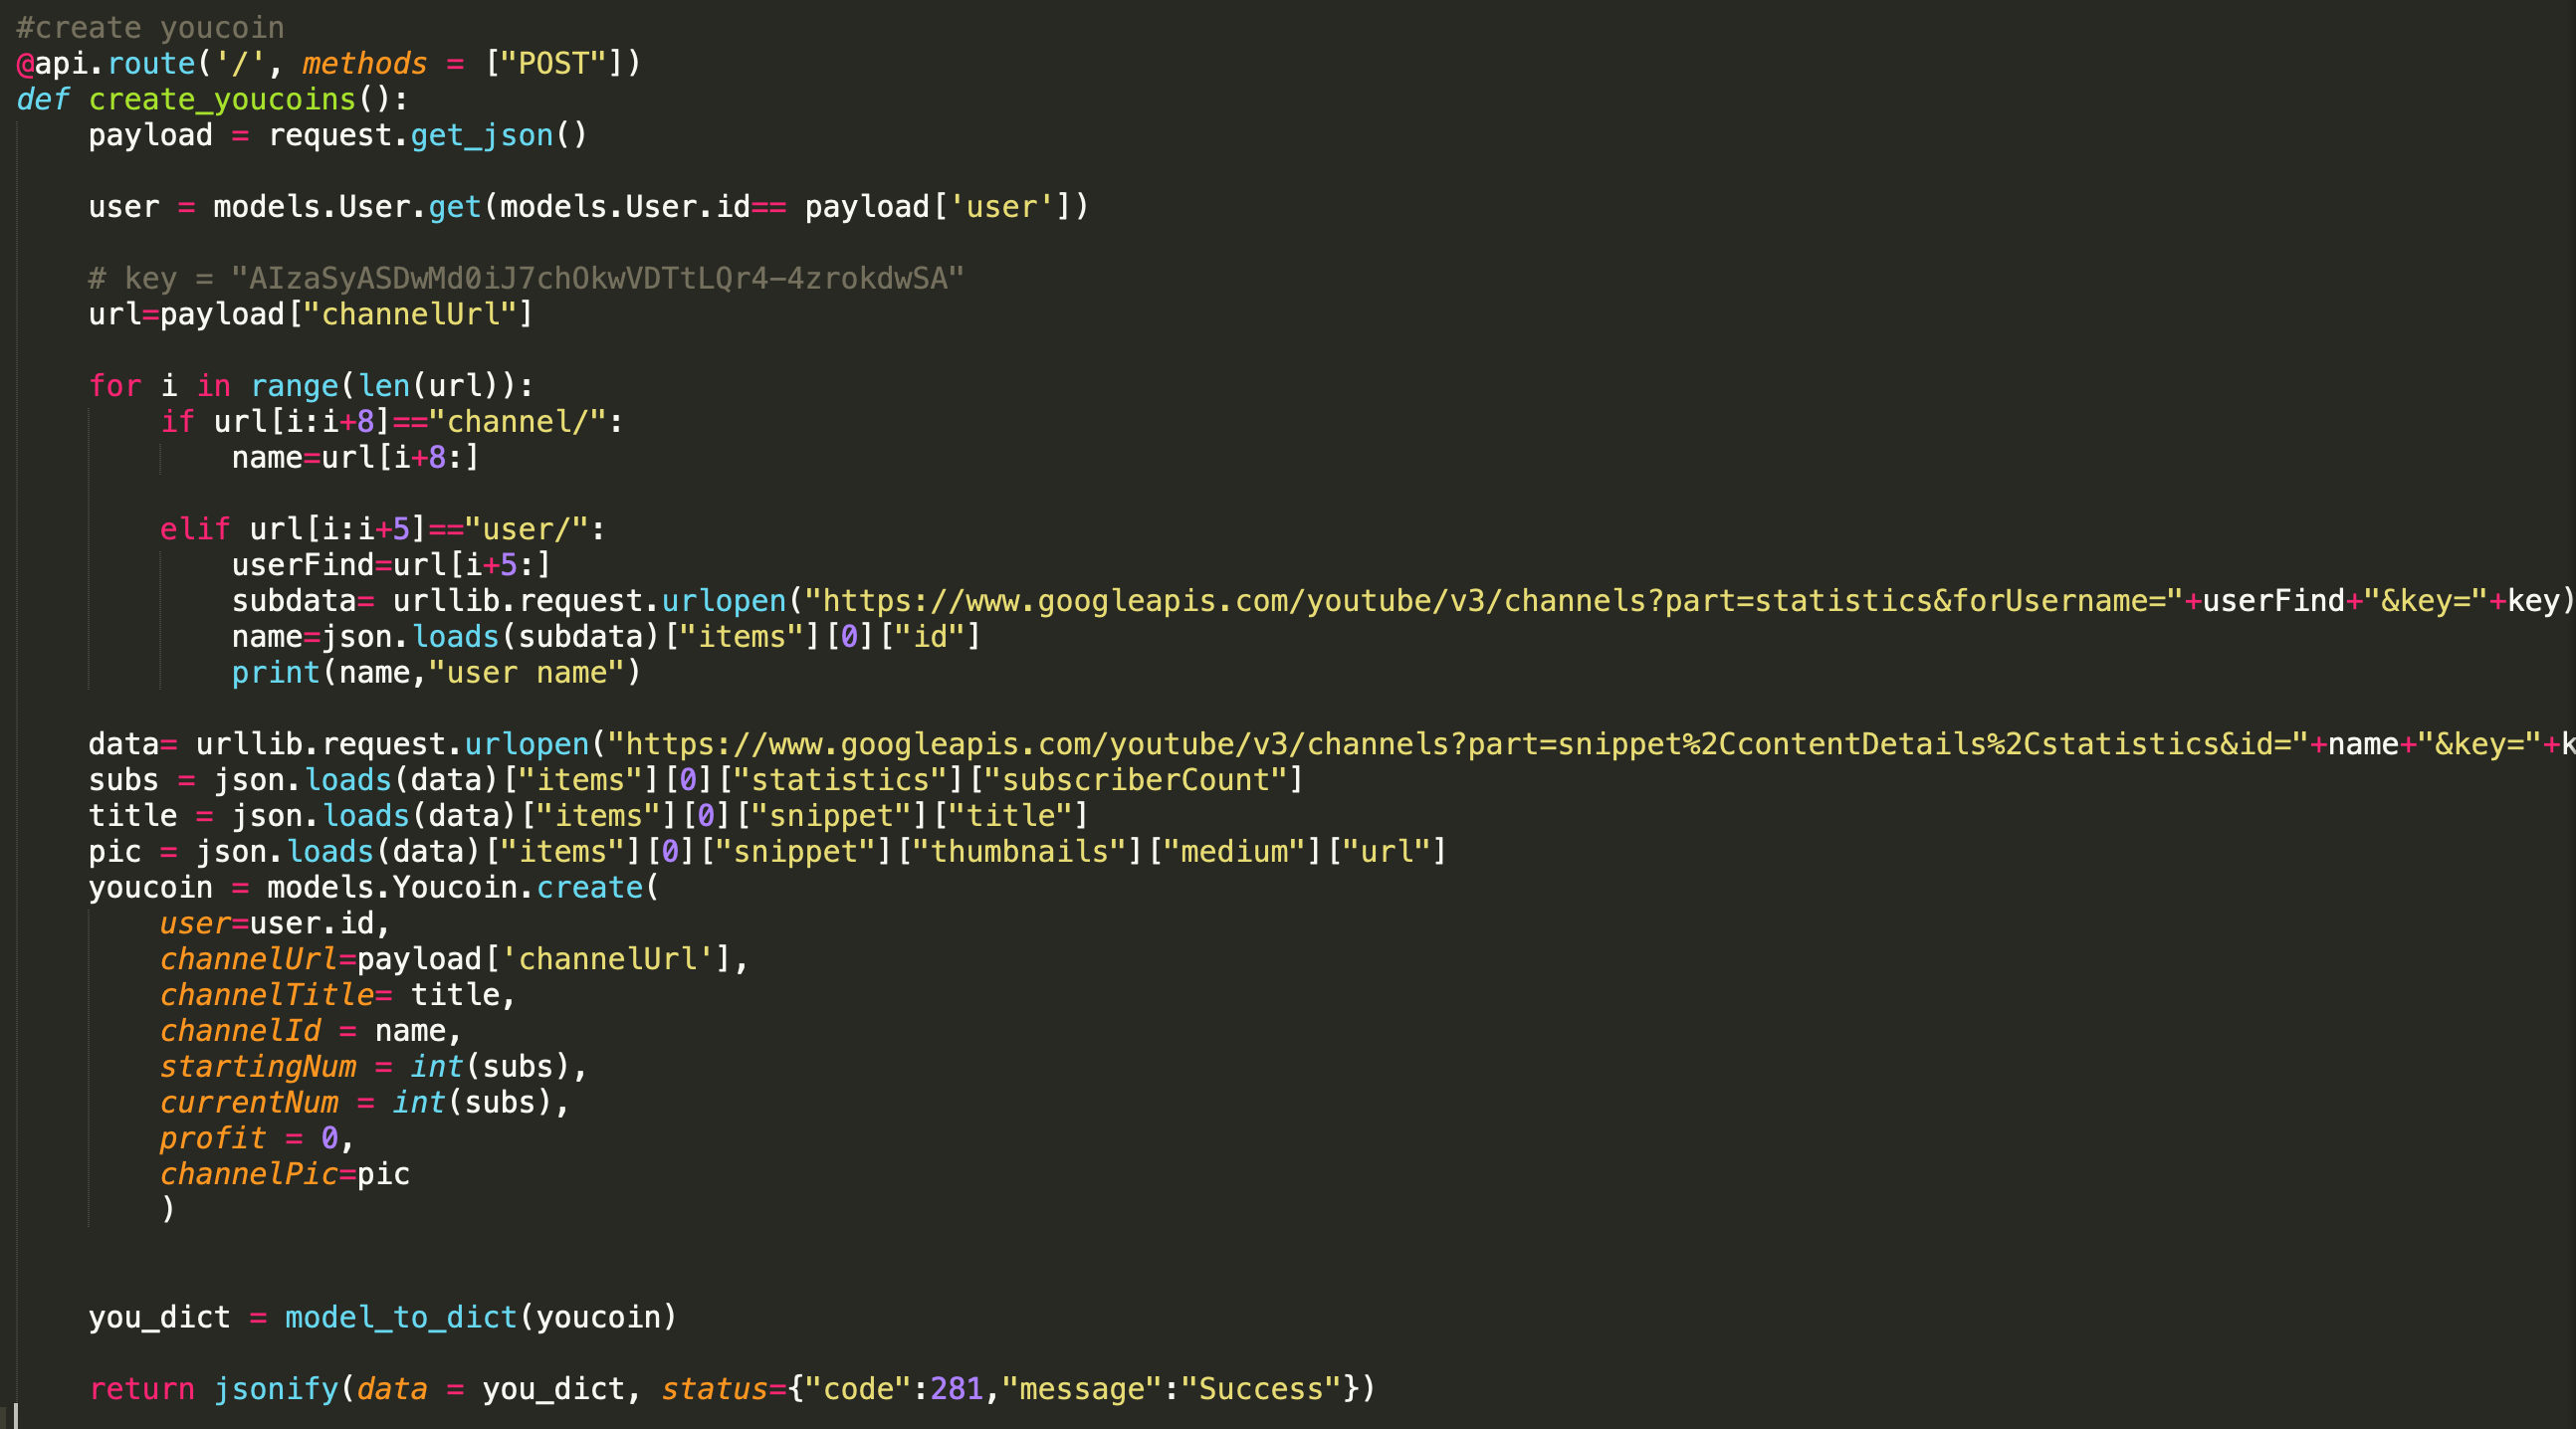 #create youcoin
@api.route('/', methods = ["POST"])
def create_youcoins():
    payload = request.get_json()

    user = models.User.get(models.User.id== payload['user'])

    # key = "AIzaSyASDwMd0iJ7chOkwVDTtLQr4-4zrokdwSA"
    url=payload["channelUrl"]

    for i in range(len(url)):
        if url[i:i+8]=="channel/":
            name=url[i+8:]

        elif url[i:i+5]=="user/":
            userFind=url[i+5:]
            subdata= urllib.request.urlopen("https://www.googleapis.com/youtube/v3/channels?part=statistics&forUsername="+userFind+"&key="+key)
            name=json.loads(subdata)["items"][0]["id"]
            print(name,"user name")

    data= urllib.request.urlopen("https://www.googleapis.com/youtube/v3/channels?part=snippet%2CcontentDetails%2Cstatistics&id="+name+"&key="+k
    subs = json.loads(data)["items"][0]["statistics"]["subscriberCount"]
    title = json.loads(data)["items"][0]["snippet"]["title"]
    pic = json.loads(data)["items"][0]["snippet"]["thumbnails"]["medium"]["url"]
    youcoin = models.Youcoin.create(
        user=user.id,
        channelUrl=payload['channelUrl'],
        channelTitle= title,
        channelId = name,
        startingNum = int(subs),
        currentNum = int(subs),
        profit = 0,
        channelPic=pic
        )

    you_dict = model_to_dict(youcoin)

    return jsonify(data = you_dict, status={"code":281,"message":"Success"})